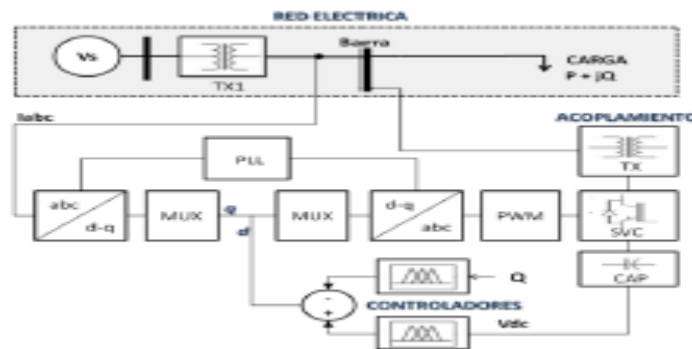 RED ELECTRICA
Vs
TX1
Barra
CARGA
P + jQ
Iabc
ACOPLAMIENTO
PLL
TX
abc
d-q
MUX
q
d
MUX
d-q
abc
PWM
SVC
CAP
Q
-
+
CONTROLADORES
Vdc